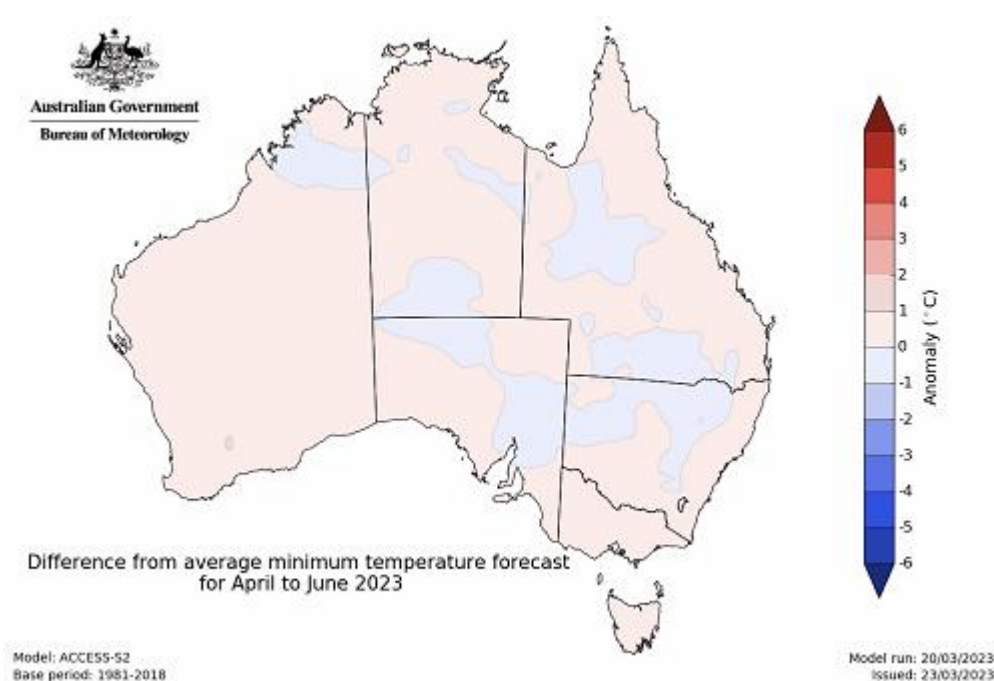 Australian Government
Bureau of Meteorology
6
5
4
3
2
1
0
-1
-2
-3
-4
-5
-6
Anomaly (°C)
Difference from average minimum temperature forecast
for April to June 2023
Model: ACCESS-S2
Base period: 1981-2018
Model run: 20/03/2023
Issued: 23/03/2023